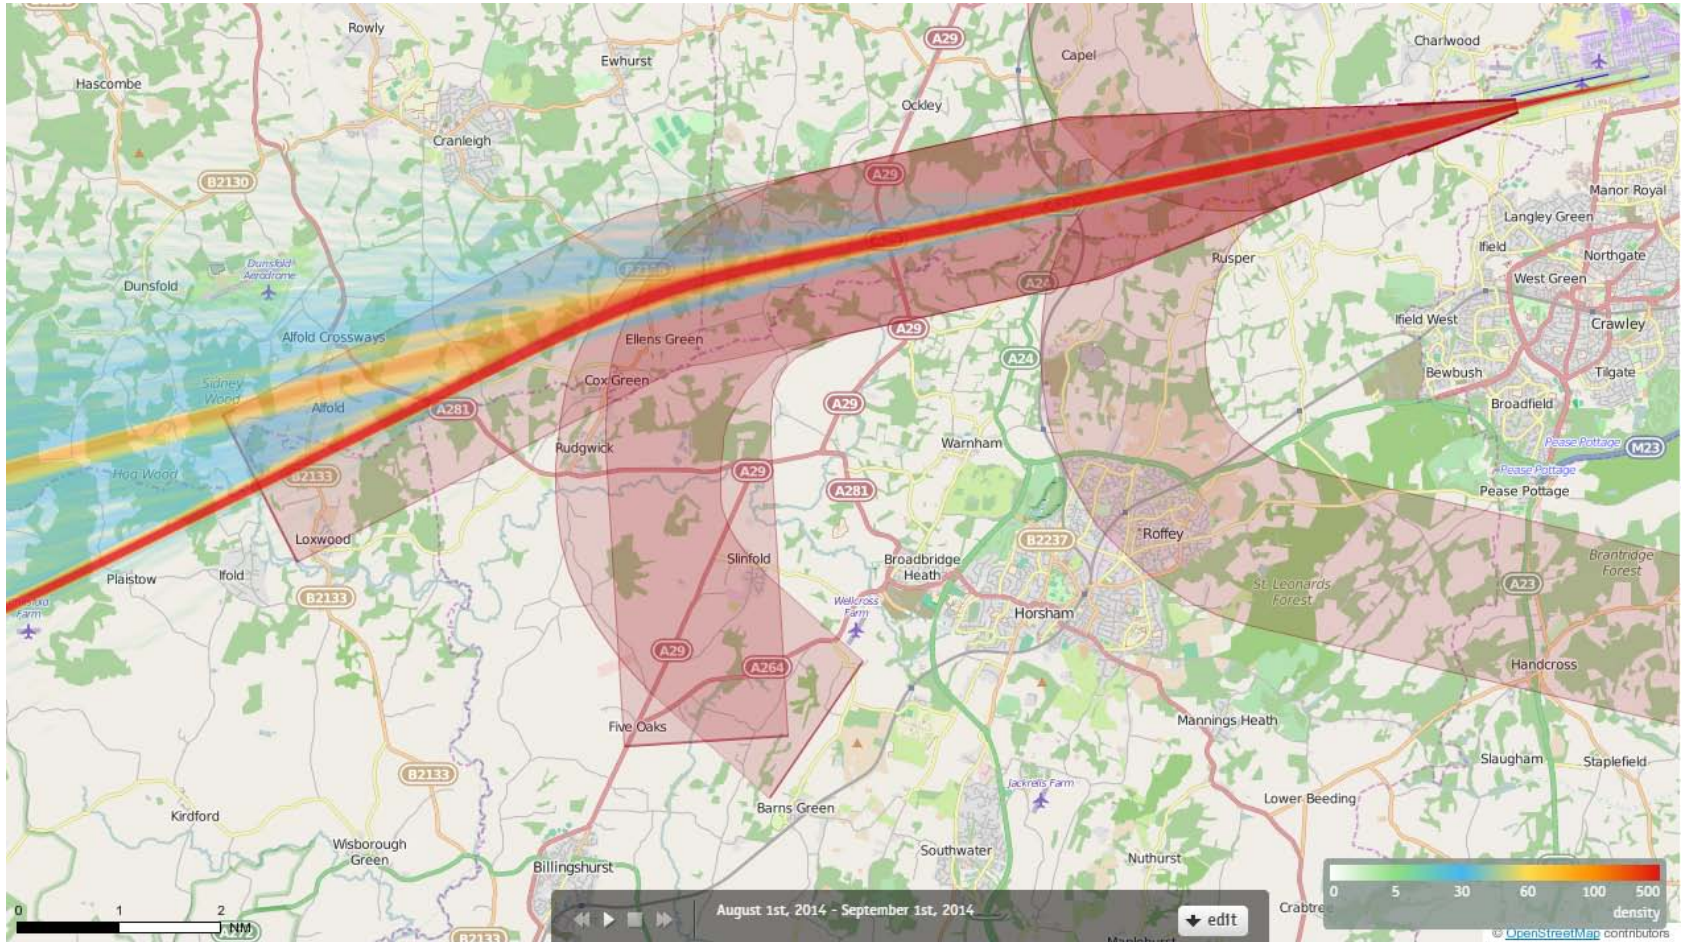 Rowly
A29
Charlwood
Capel
Ewhurst
Hascombe
Ockley
Cranleigh
B2130
A29
Manor Royal
Langley Green
Ifield
Northgate
Rusper
Dunsfold
Aerodrome
West Green
Dunsfold
A24
Ifield West
Crawley
A29
Alfold Crossways
Ellens Green
A24
Bewbush
Tilgate
Cox Green
Sidney
Wood
Alfold
A281
A29
Broadfield
Rudgwick
Warnham
Pease Pottage
M23
Hog Wood
B2133
A29
Pease Pottage
A281
Pease Pottage
Loxwood
B2237
Roffey
Plaistow
Ifold
Slinfold
Broadbridge
Heath
Brantridge
Forest
St. Leonards
Forest
A23
B2133
Farm
Wellcross
Farm
Horsham
A29
A264
Handcross
Five Oaks
Mannings Heath
Slaugham
Staplefield
B2133
Jackrells Farm
Barns Green
Lower Beeding
Kirdford
Wisborough
Green
Southwater
Nuthurst
Billingshurst
0 5 30 60 100 500
density
0 1 2
NM
A272
B2133
August 1st, 2014 - September 1st, 2014
edit
Crabtree
© OpenStreetMap contributors